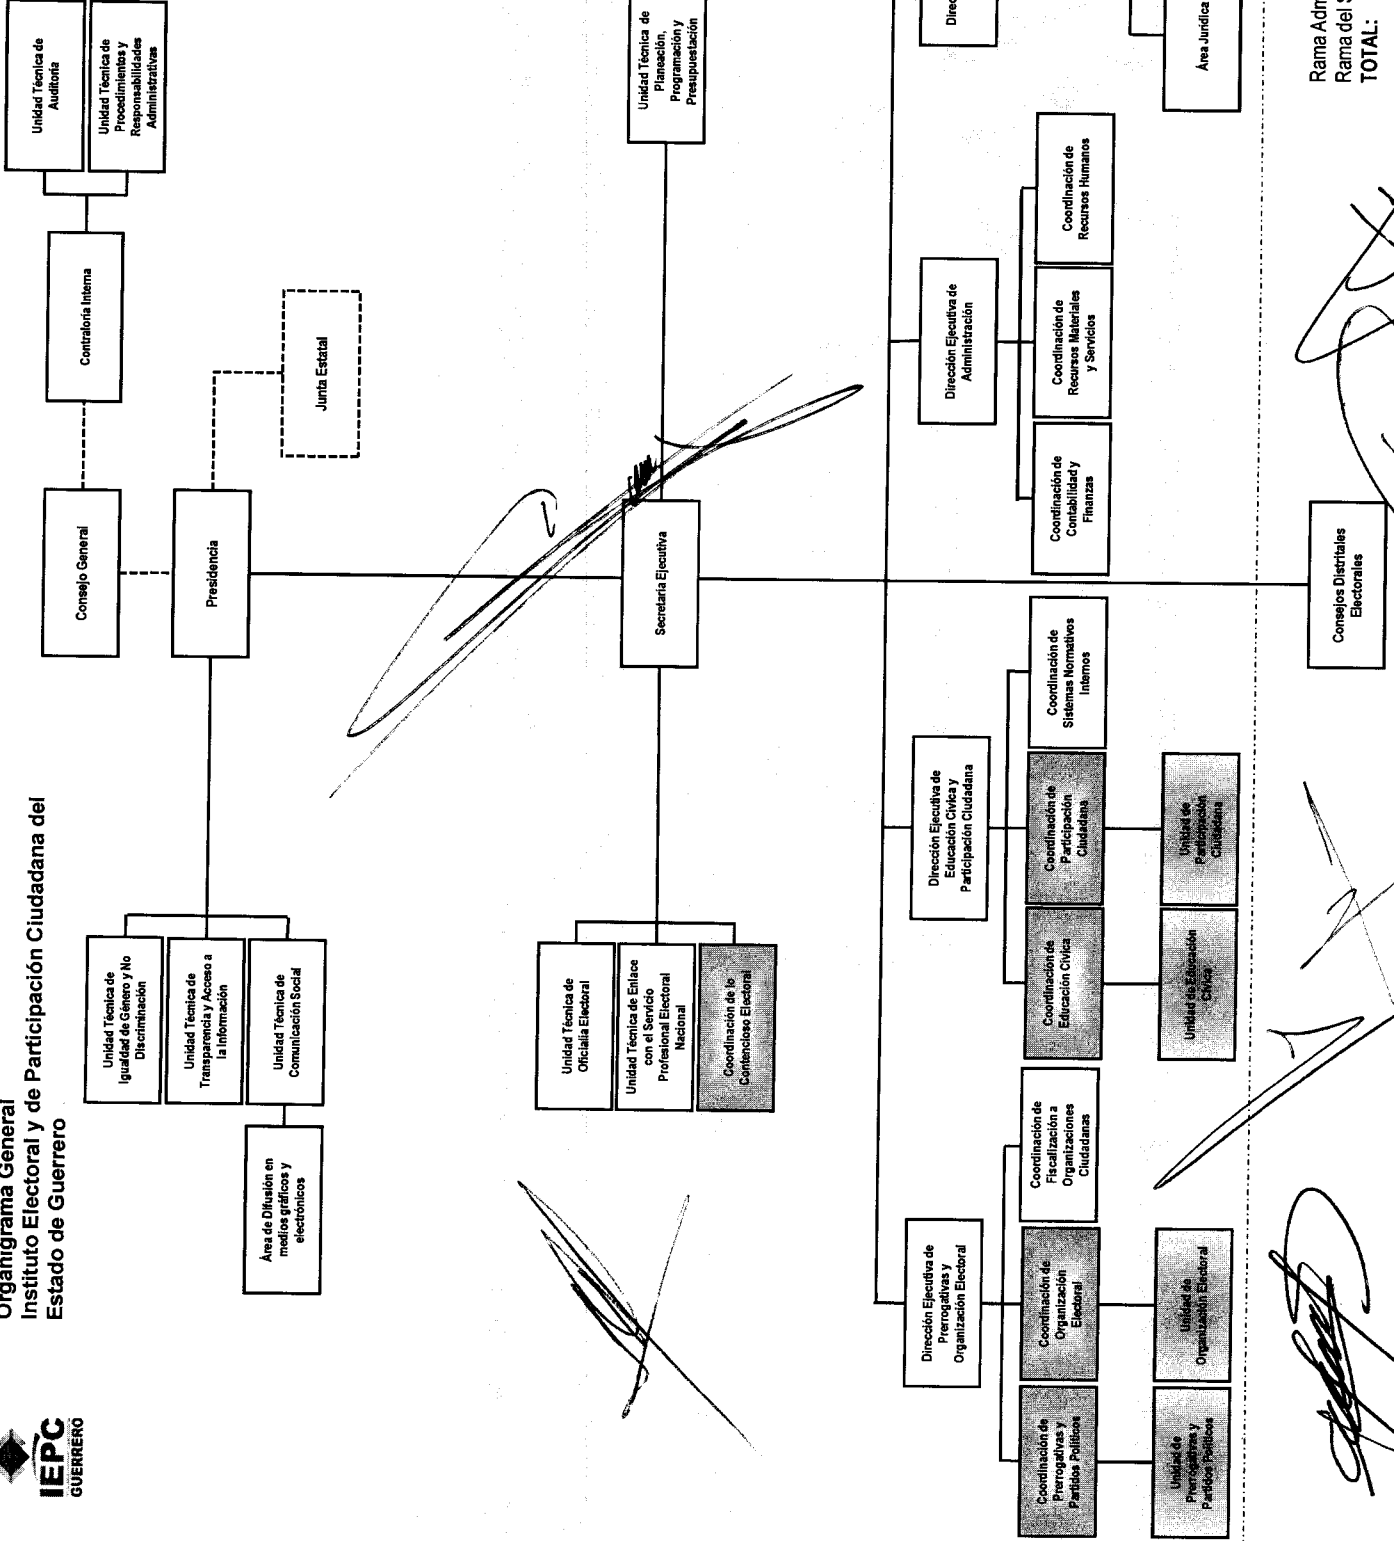 Organigrama General
Instituto Electoral y de Participación Ciudadana del
Estado de Guerrero
IEPC
GUERRERO
Consejo General
Contraloría Interna
Unidad Técnica de
Auditoría
Unidad Técnica de
Procedimientos y
Responsabilidades
Administrativas
Presidencia
Junta Estatal
Unidad Técnica de
Igualdad de Género y No
Discriminación
Unidad Técnica de
Transparencia y Acceso a
la Información
Unidad Técnica de
Comunicación Social
Área de Difusión en
medios gráficos y
electrónicos
Secretaría Ejecutiva
Unidad Técnica de
Planeación,
Programación y
Presupuestación
Unidad Técnica de
Oficialía Electoral
Unidad Técnica de Enlace
con el Servicio
Profesional Electoral
Nacional
Coordinación de lo
Contencioso Electoral
Dirección Ejecutiva de
Prerrogativas y
Organización Electoral
Coordinación de
Prerrogativas y
Partidos Políticos
Coordinación de
Organización
Electoral
Coordinación de
Fiscalización a
Organizaciones
Ciudadanas
Unidad de
Prerrogativas y
Partidos Políticos
Unidad de
Organización Electoral
Dirección Ejecutiva de
Educación Cívica y
Participación Ciudadana
Coordinación de
Educación Cívica
Coordinación de
Participación
Ciudadana
Coordinación de
Sistemas Normativos
Internos
Unidad de Educación
Cívica
Unidad de
Participación
Ciudadana
Dirección Ejecutiva de
Administración
Coordinación de
Contabilidad y
Finanzas
Coordinación de
Recursos Materiales
y Servicios
Coordinación de
Recursos Humanos
Direc
Área Jurídica
Consejos Distritales
Electorales
Rama Adm
Rama del S
TOTAL: